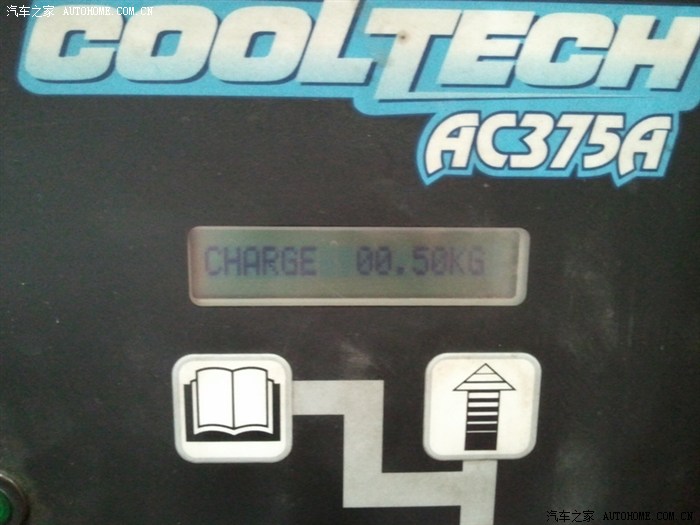 汽车之家 AUTOHOME.COM.CN
COOLTECH
AC375A
CHARGE 00.50KG
汽车之家 AUTOHOME.COM.CN